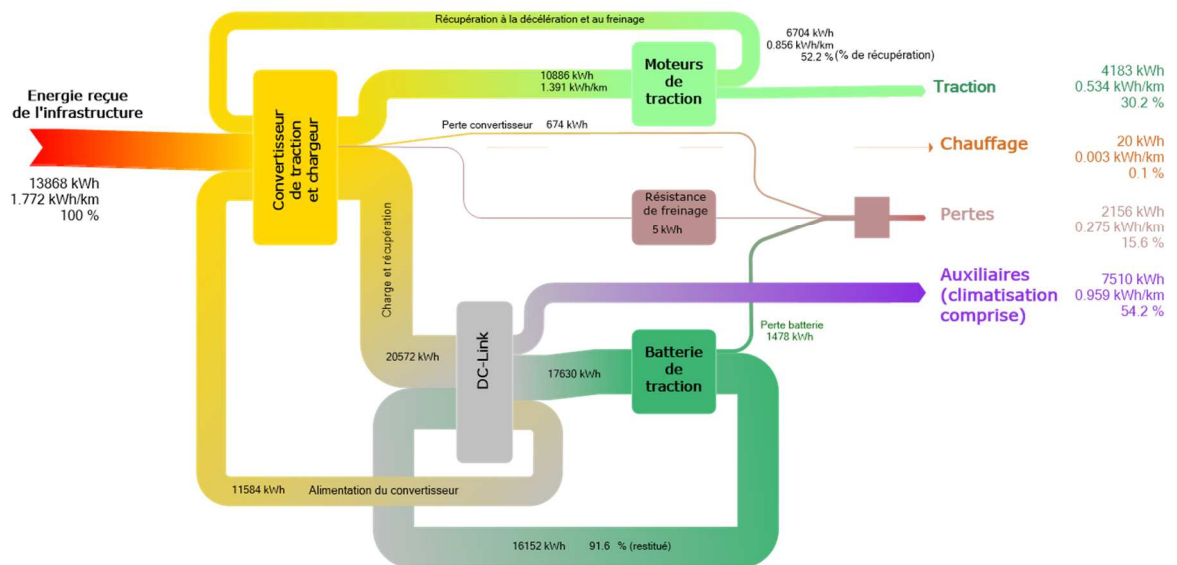 Récupération à la décélération et au freinage
6704 kWh
0.856 kWh/km
52.2 % (% de récupération)
Moteurs
de
traction
10886 kWh
1.391 kWh/km
Traction
4183 kWh
0.534 kWh/km
30.2 %
Energie reçue
de l'infrastructure
13868 kWh
1.772 kWh/km
100 %
Convertisseur
de traction
et chargeur
Perte convertisseur 674 kWh
Chauffage
20 kWh
0.003 kWh/km
0.1 %
Résistance
de freinage
5 kWh
Pertes
2156 kWh
0.275 kWh/km
15.6 %
Charge et récupération
Auxiliaires
(climatisation
comprise)
7510 kWh
0.959 kWh/km
54.2 %
Perte batterie
1478 kWh
20572 kWh
DC-Link
17630 kWh
Batterie
de
traction
11584 kWh Alimentation du convertisseur
16152 kWh 91.6 % (restitué)